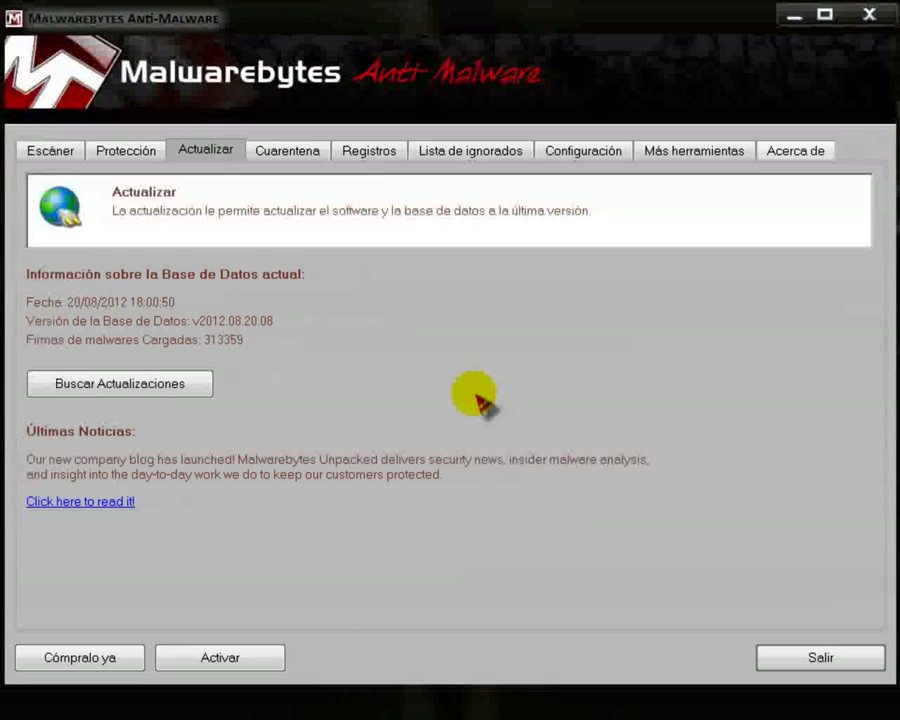 Malwarebytes Anti-Malware
Malwarebytes Anti-Malware
Escáner Protección Actualizar Cuarentena Registros Lista de ignorados Configuración Más herramientas Acerca de
Actualizar
La actualización le permite actualizar el software y la base de datos a la última versión.
Información sobre la Base de Datos actual:
Fecha: 20/08/2012 18:00:50
Versión de la Base de Datos: v2012.08.20.08
Firmas de malwares Cargadas: 313359
Buscar Actualizaciones
Últimas Noticias:
Our new company blog has launched! Malwarebytes Unpacked delivers security news, insider malware analysis,
and insight into the day-to-day work we do to keep our customers protected.
Click here to read it!
Cómpralo ya Activar Salir